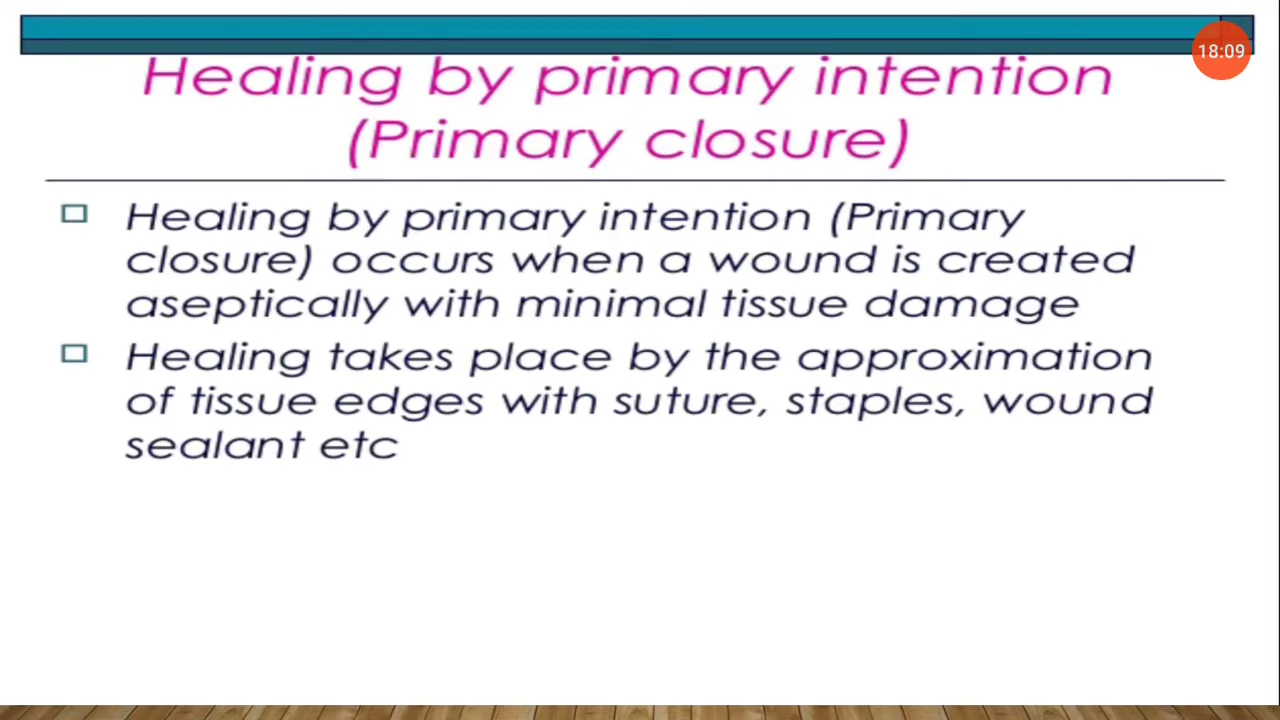 18:09
Healing by primary intention
(Primary closure)
Healing by primary intention (Primary
closure) occurs when a wound is created
aseptically with minimal tissue damage
Healing takes place by the approximation
of tissue edges with suture, staples, wound
sealant etc